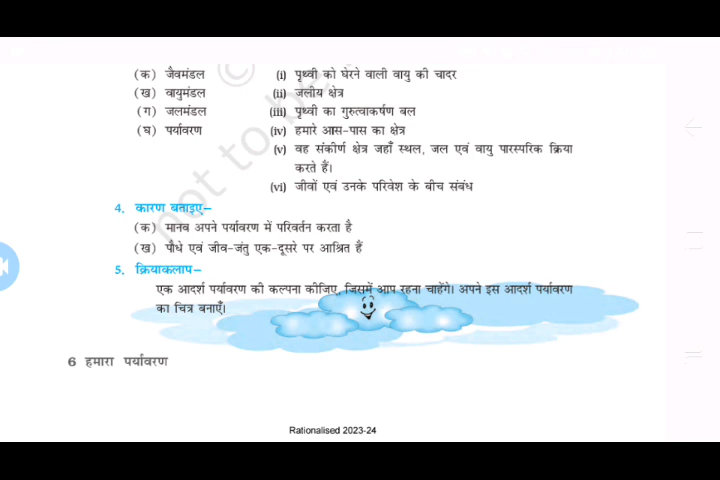 (क) जैवमंडल (i) पृथ्वी को घेरने वाली वायु की चादर
(ख) वायुमंडल (ii) जलीय क्षेत्र
(ग) जलमंडल (iii) पृथ्वी का गुरुत्वाकर्षण बल
(घ) पर्यावरण (iv) हमारे आस-पास का क्षेत्र
(v) वह संकीर्ण क्षेत्र जहाँ स्थल, जल एवं वायु पारस्परिक क्रिया
करते हैं।
(vi) जीवों एवं उनके परिवेश के बीच संबंध
4. कारण बताइए–
(क) मानव अपने पर्यावरण में परिवर्तन करता है
(ख) पौधे एवं जीव-जंतु एक-दूसरे पर आश्रित हैं
5. क्रियाकलाप–
एक आदर्श पर्यावरण की कल्पना कीजिए, जिसमें आप रहना चाहेंगे। अपने इस आदर्श पर्यावरण
का चित्र बनाएँ।
6 हमारा पर्यावरण
Rationalised 2023-24
© not to be